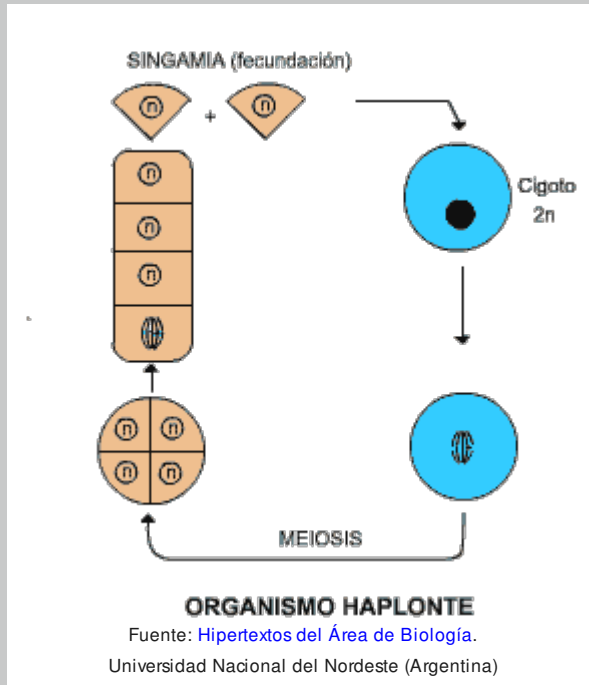 SINGAMIA (fecundación)
n + n
n
Cigoto
2n
n
n
n n
n n
MEIOSIS
ORGANISMO HAPLONTE
Fuente: Hipertextos del Área de Biología.
Universidad Nacional del Nordeste (Argentina)